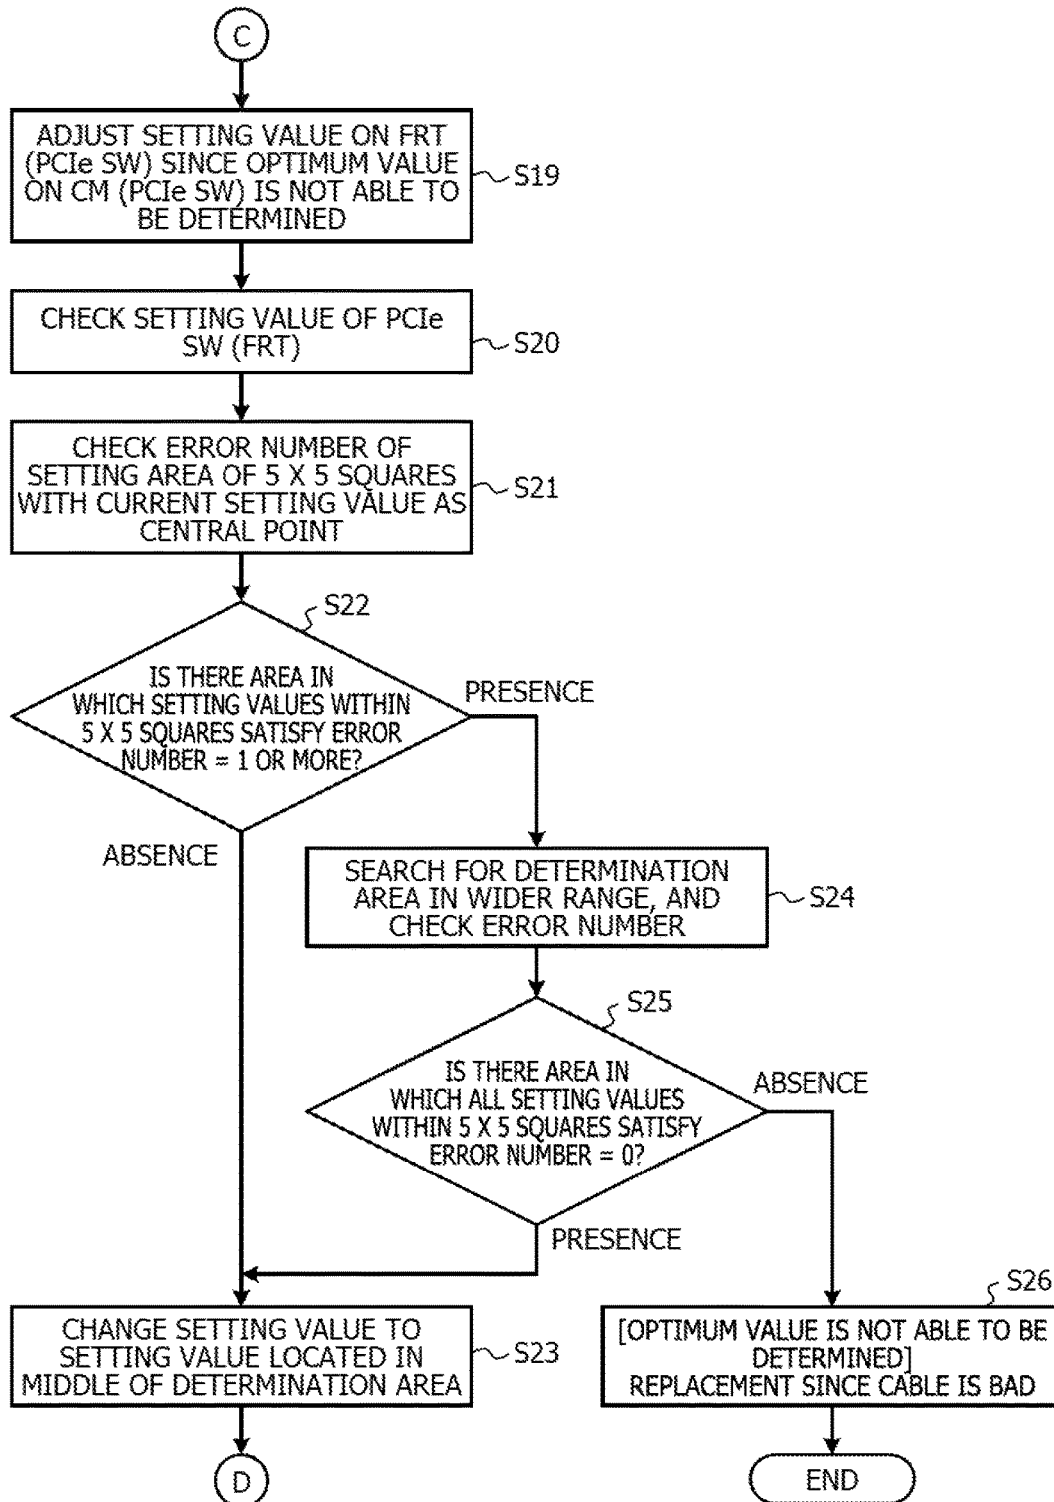 C
ADJUST SETTING VALUE ON FRT
(PCIe SW) SINCE OPTIMUM VALUE
ON CM (PCIe SW) IS NOT ABLE TO
BE DETERMINED
S19
CHECK SETTING VALUE OF PCIe
SW (FRT)
S20
CHECK ERROR NUMBER OF
SETTING AREA OF 5 X 5 SQUARES
WITH CURRENT SETTING VALUE AS
CENTRAL POINT
S21
S22
IS THERE AREA IN
WHICH SETTING VALUES WITHIN
5 X 5 SQUARES SATISFY ERROR
NUMBER = 1 OR MORE?
PRESENCE
ABSENCE
SEARCH FOR DETERMINATION
AREA IN WIDER RANGE, AND
CHECK ERROR NUMBER
S24
S25
IS THERE AREA IN
WHICH ALL SETTING VALUES
WITHIN 5 X 5 SQUARES SATISFY
ERROR NUMBER = 0?
ABSENCE
PRESENCE
CHANGE SETTING VALUE TO
SETTING VALUE LOCATED IN
MIDDLE OF DETERMINATION AREA
S23
S26
[OPTIMUM VALUE IS NOT ABLE TO BE
DETERMINED]
REPLACEMENT SINCE CABLE IS BAD
D
END